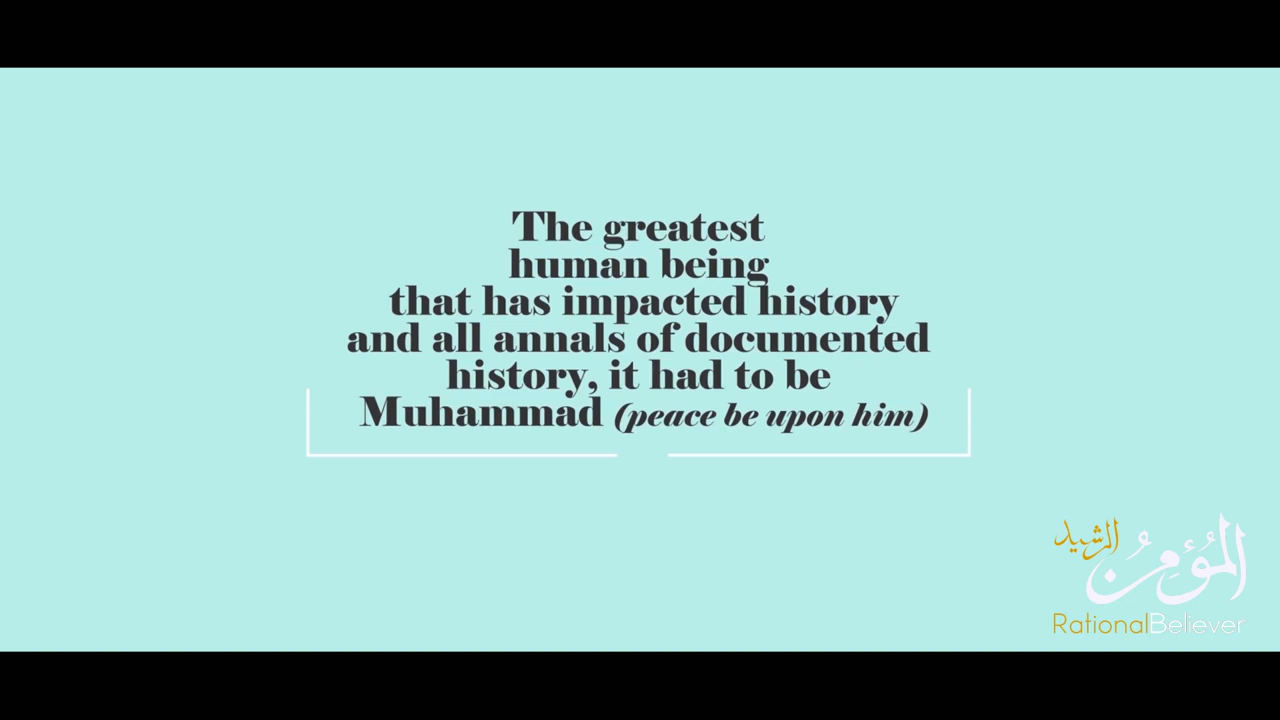 The greatest
human being
that has impacted history
and all annals of documented
history, it had to be
Muhammad (peace be upon him)
المُؤمِنُ الرشيد
RationalBeliever